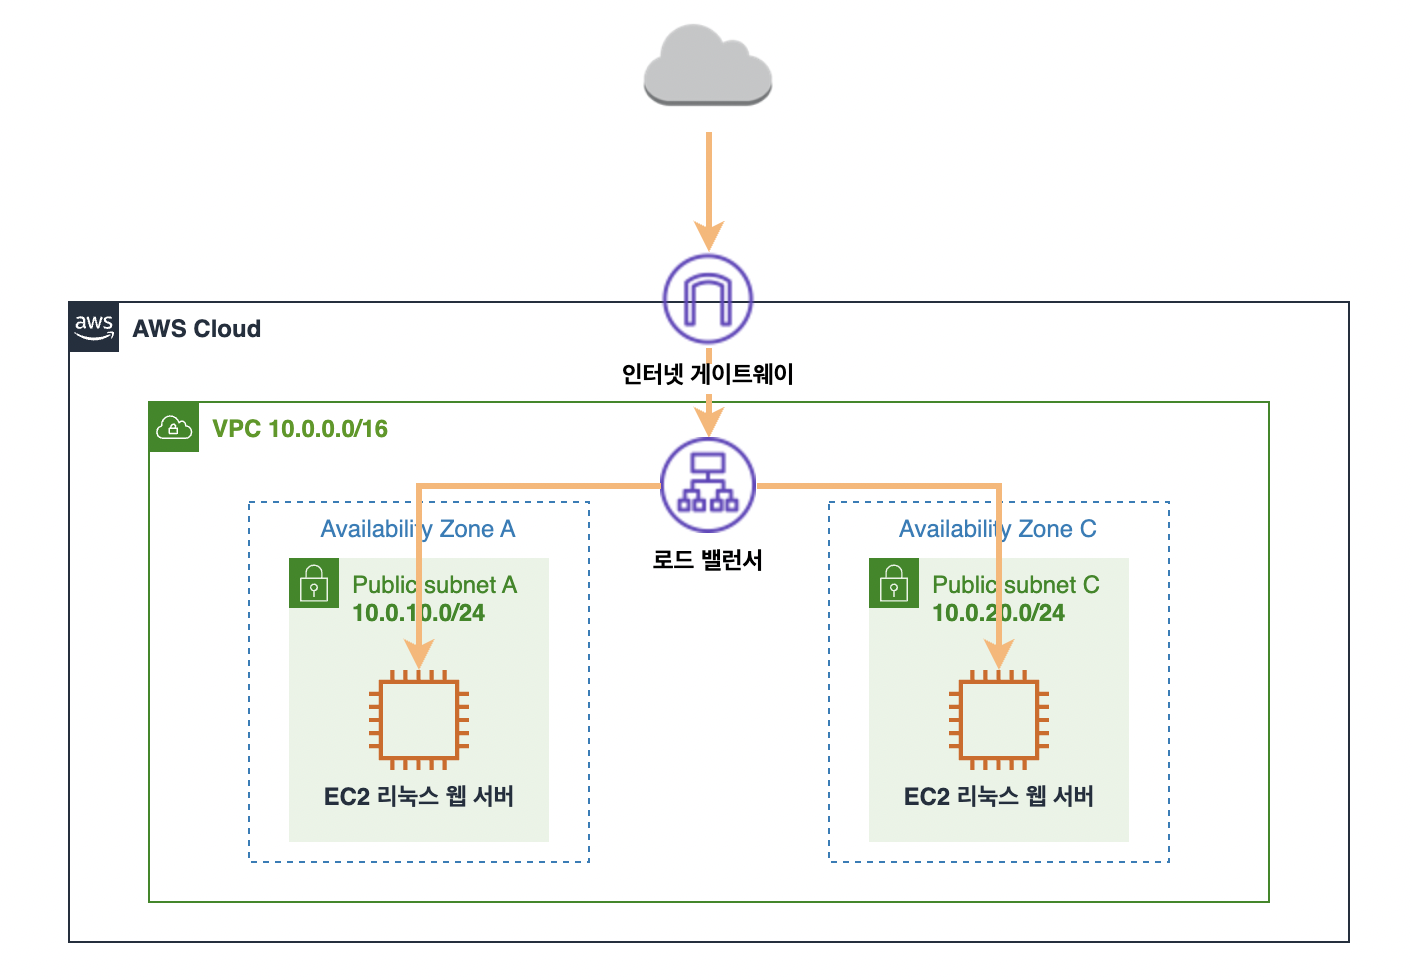 aws
AWS Cloud
인터넷 게이트웨이
VPC 10.0.0.0/16
로드 밸런서
Availability Zone A
Public subnet A
10.0.10.0/24
EC2 리눅스 웹 서버
Availability Zone C
Public subnet C
10.0.20.0/24
EC2 리눅스 웹 서버